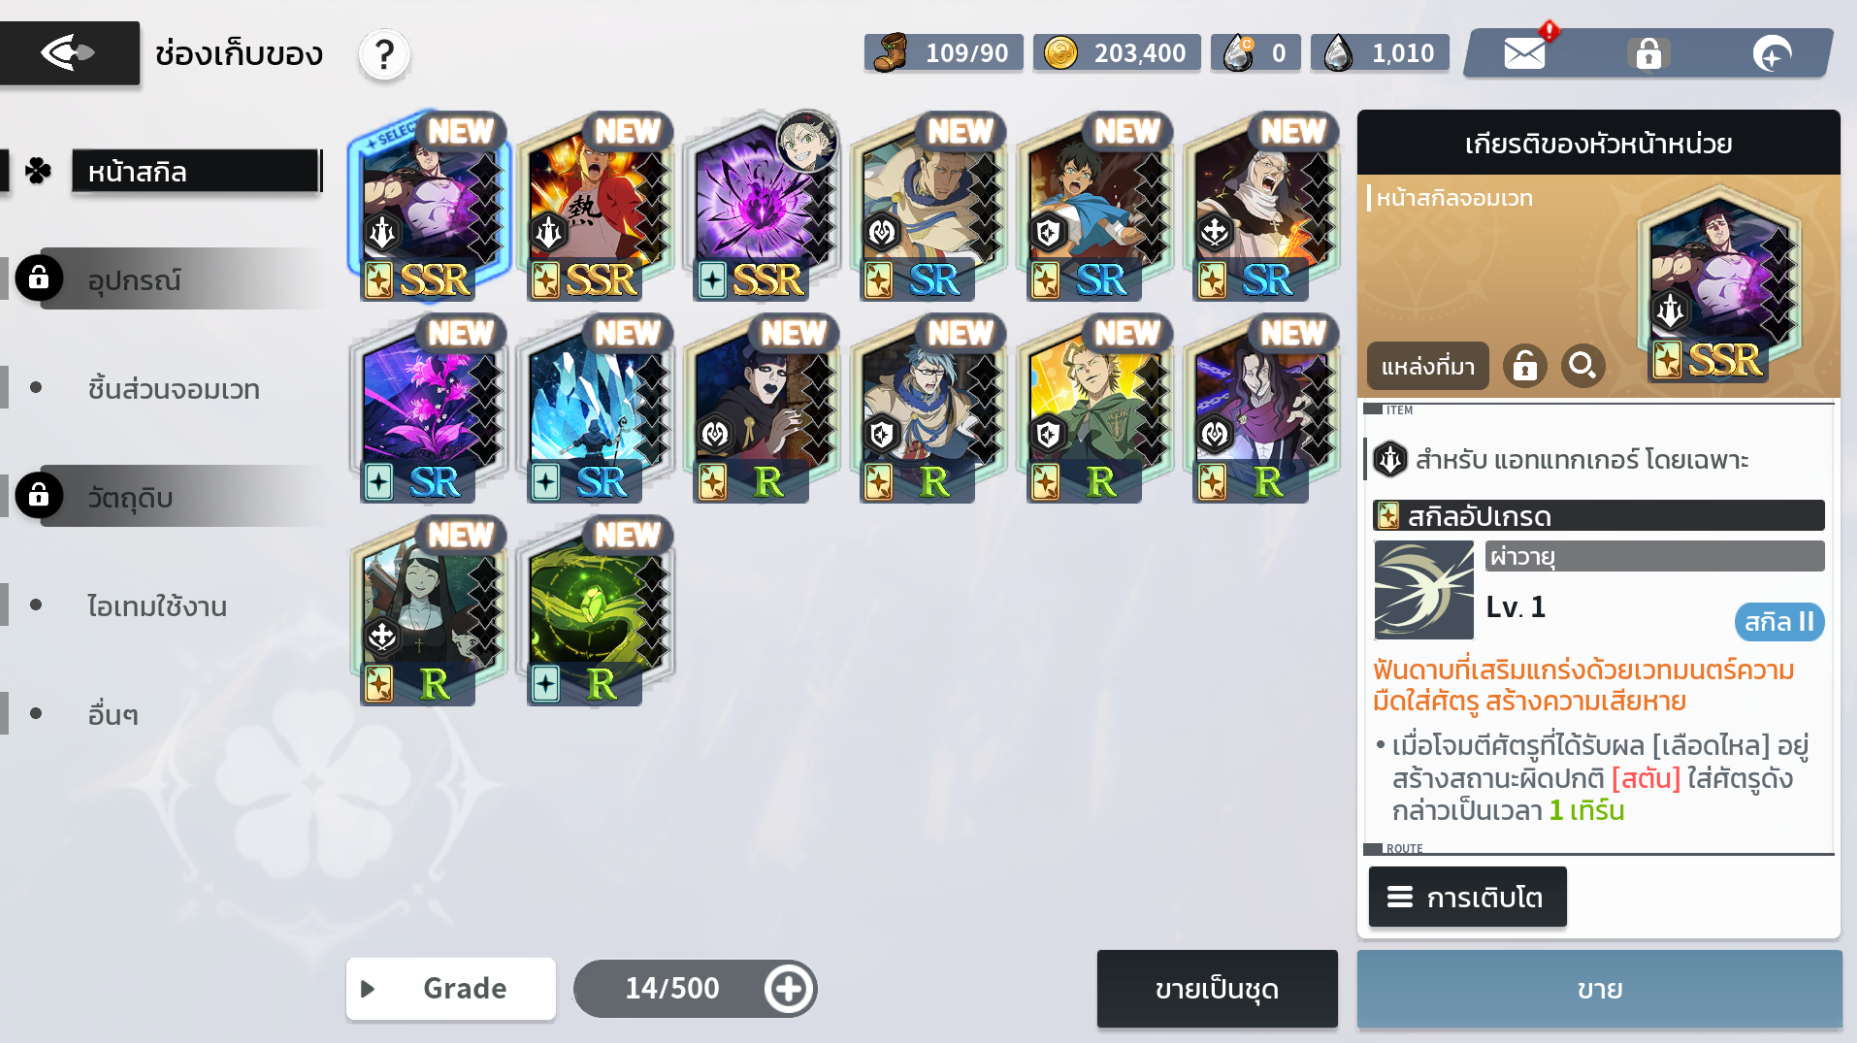 ช่องเก็บของ
?
109/90
203,400
0
1,010
หน้าสกิล
อุปกรณ์
ชิ้นส่วนจอมเวท
วัตถุดิบ
ไอเทมใช้งาน
อื่นๆ
NEW
NEW
NEW
NEW
NEW
熱
SSR
SSR
SSR
SR
SR
SR
NEW
NEW
NEW
NEW
NEW
NEW
SR
SR
R
R
R
R
NEW
NEW
R
R
Grade
14/500
ขายเป็นชุด
ขาย
เกียรติของหัวหน้าหน่วย
หน้าสกิลจอมเวท
แหล่งที่มา
SSR
ITEM
สำหรับ แอทแทกเกอร์ โดยเฉพาะ
สกิลอัปเกรด
ผ่าวายุ
Lv. 1
สกิล II
ฟันดาบที่เสริมแกร่งด้วยเวทมนตร์ความ
มืดใส่ศัตรู สร้างความเสียหาย
• เมื่อโจมตีศัตรูที่ได้รับผล [เลือดไหล] อยู่
สร้างสถานะผิดปกติ [สตัน] ใส่ศัตรูดัง
กล่าวเป็นเวลา 1 เทิร์น
ROUTE
การเติบโต